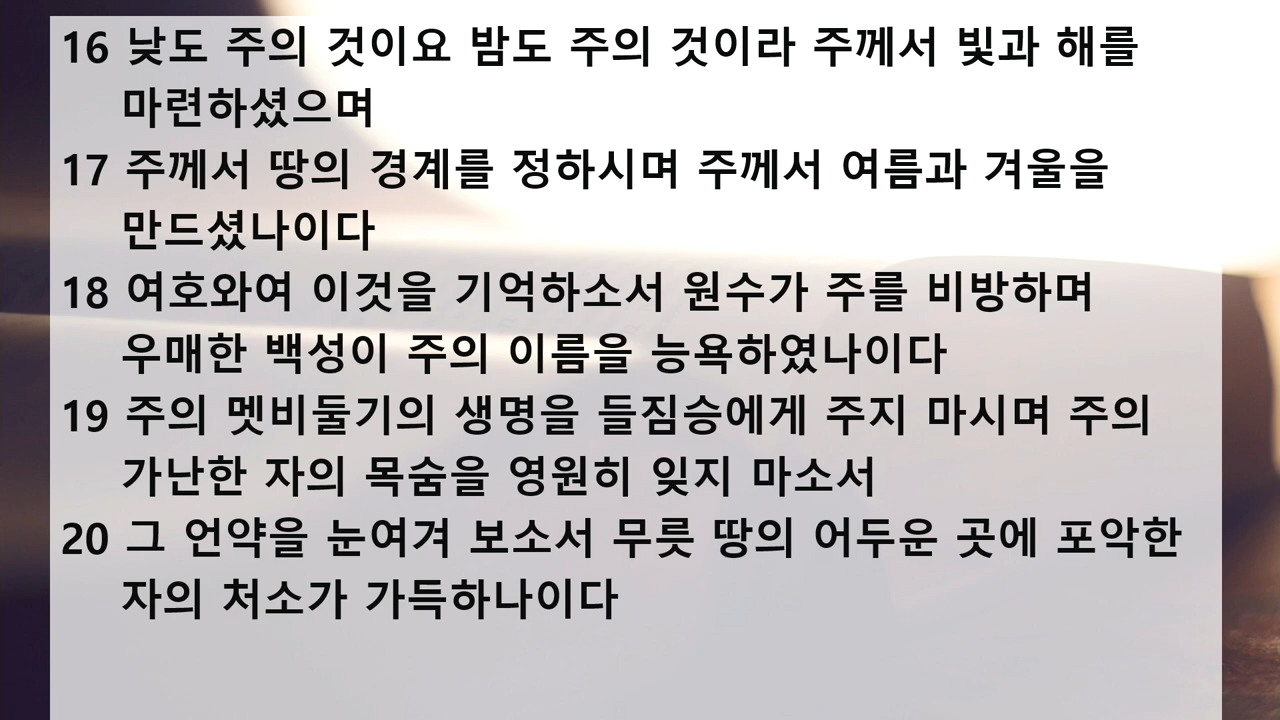 16 낮도 주의 것이요 밤도 주의 것이라 주께서 빛과 해를
마련하셨으며
17 주께서 땅의 경계를 정하시며 주께서 여름과 겨울을
만드셨나이다
18 여호와여 이것을 기억하소서 원수가 주를 비방하며
우매한 백성이 주의 이름을 능욕하였나이다
19 주의 멧비둘기의 생명을 들짐승에게 주지 마시며 주의
가난한 자의 목숨을 영원히 잊지 마소서
20 그 언약을 눈여겨 보소서 무릇 땅의 어두운 곳에 포악한
자의 처소가 가득하나이다